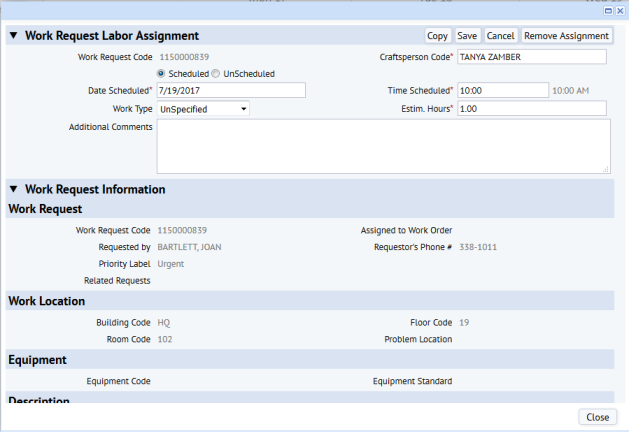 Work Request Labor Assignment Copy Save Cancel Remove Assignment
Work Request Code 1150000839 Craftsperson Code* TANYA ZAMBER
Scheduled UnScheduled
Date Scheduled* 7/19/2017 Time Scheduled* 10:00 10:00 AM
Work Type UnSpecified Estim. Hours* 1.00
Additional Comments
Work Request Information
Work Request
Work Request Code 1150000839 Assigned to Work Order
Requested by BARTLETT, JOAN Requestor's Phone # 338-1011
Priority Label Urgent
Related Requests
Work Location
Building Code HQ Floor Code 19
Room Code 102 Problem Location
Equipment
Equipment Code Equipment Standard
Description
Close